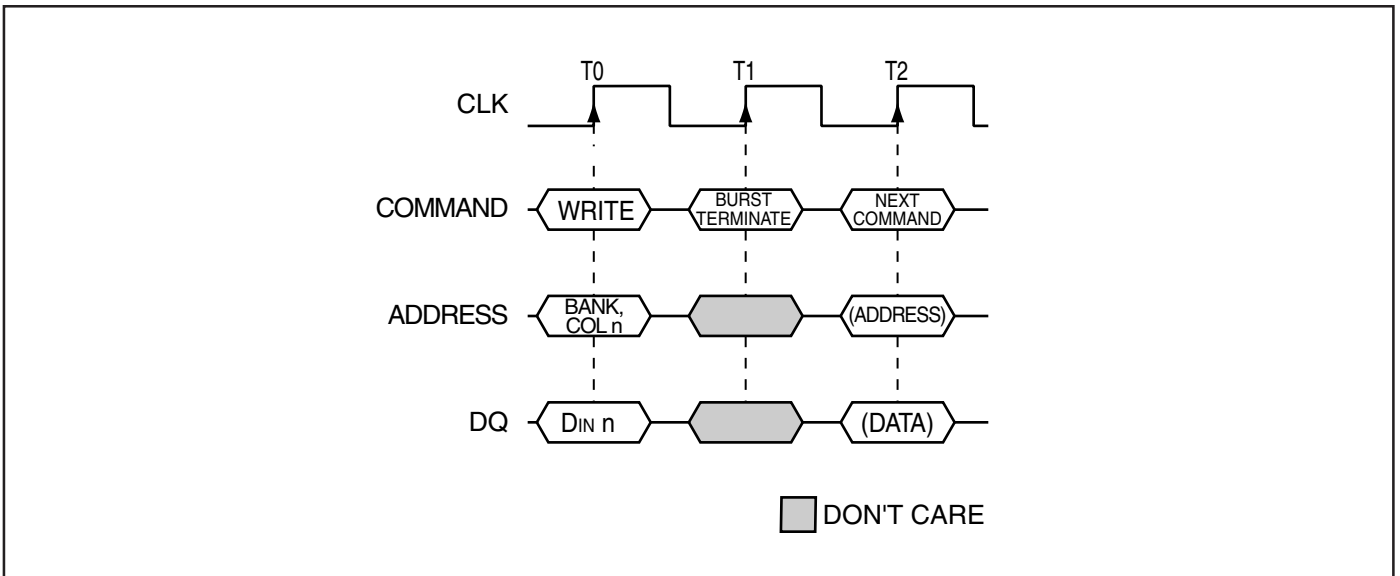 T0 T1 T2
CLK
COMMAND WRITE BURST TERMINATE NEXT COMMAND
ADDRESS BANK, COL n (ADDRESS)
DQ DIN n (DATA)
DON'T CARE